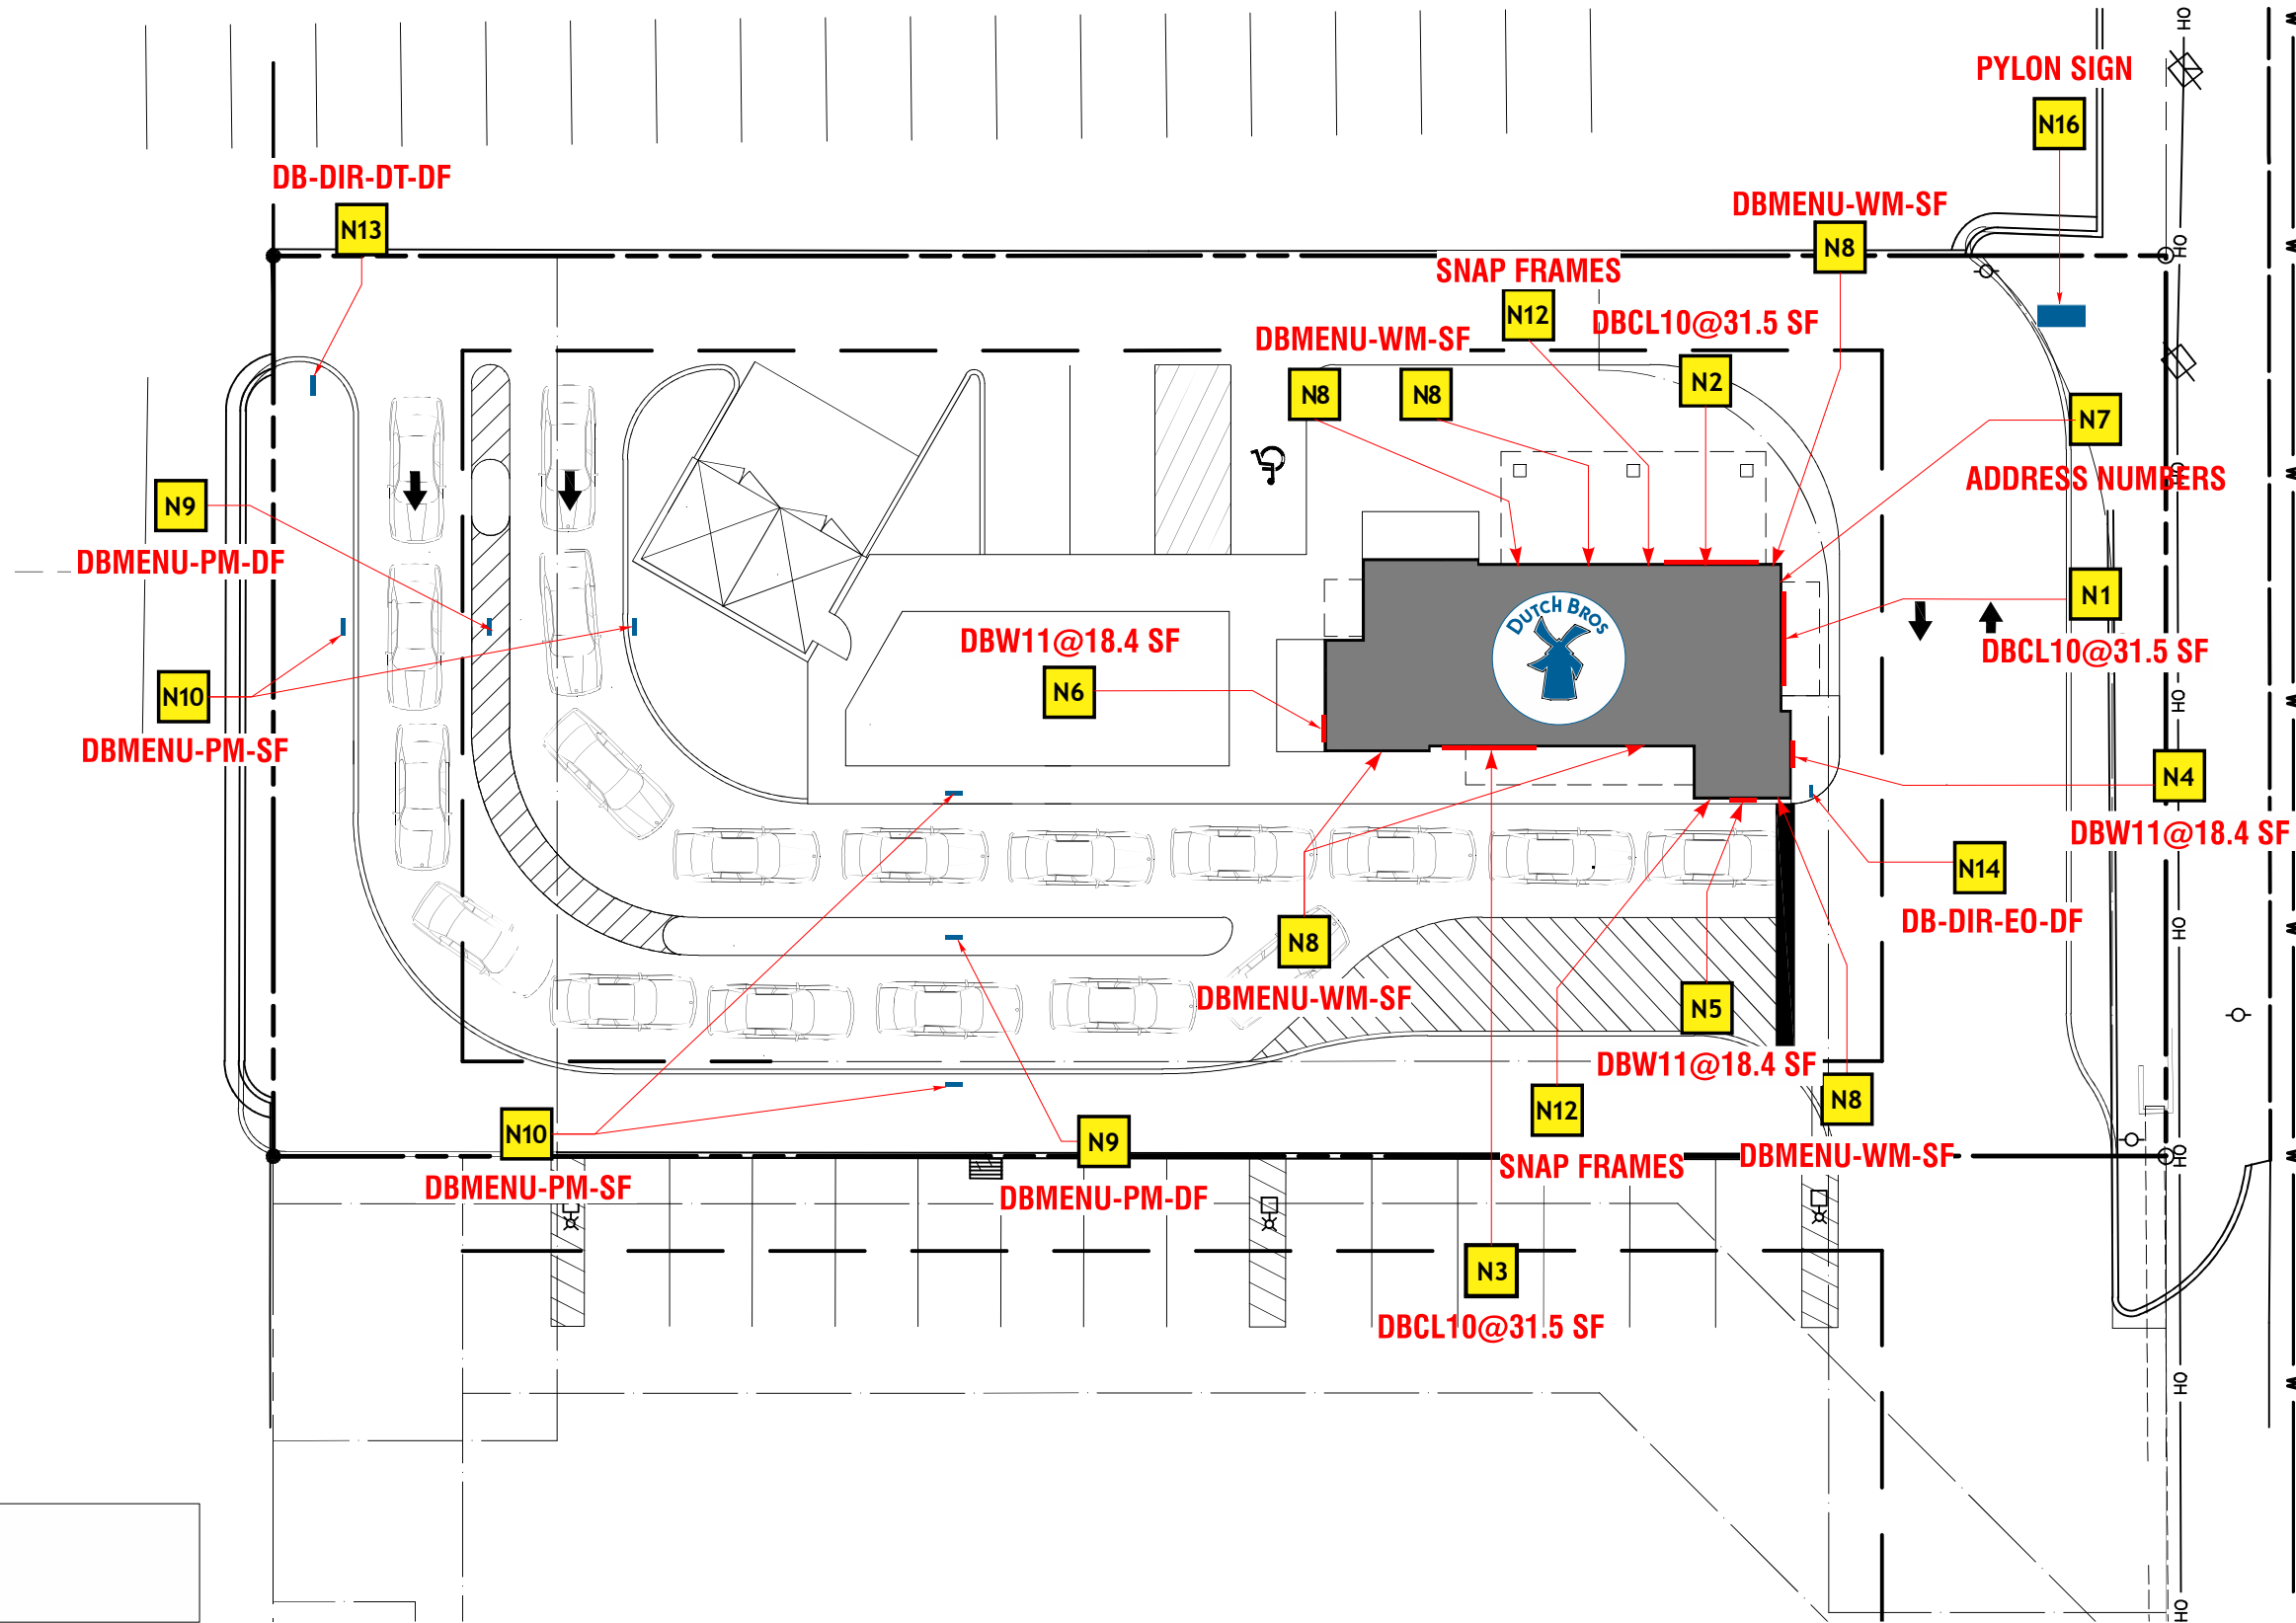 OH
PYLON SIGN
N16
DB-DIR-DT-DF
N13
DBMENU-WM-SF
N8
OH
SNAP FRAMES
N12
DBCL10@31.5 SF
DBMENU-WM-SF
N8
N8
N2
N7
ADDRESS NUMBERS
OH
N9
DBMENU-PM-DF
N1
DBCL10@31.5 SF
DUTCH BROS
DBW11@18.4 SF
N6
N10
DBMENU-PM-SF
OH
N4
DBW11@18.4 SF
N14
DB-DIR-EO-DF
OH
N8
DBMENU-WM-SF
N5
DBW11@18.4 SF
N12
SNAP FRAMES
N8
DBMENU-WM-SF
N10
DBMENU-PM-SF
N9
DBMENU-PM-DF
OH
N3
DBCL10@31.5 SF
OH
OH